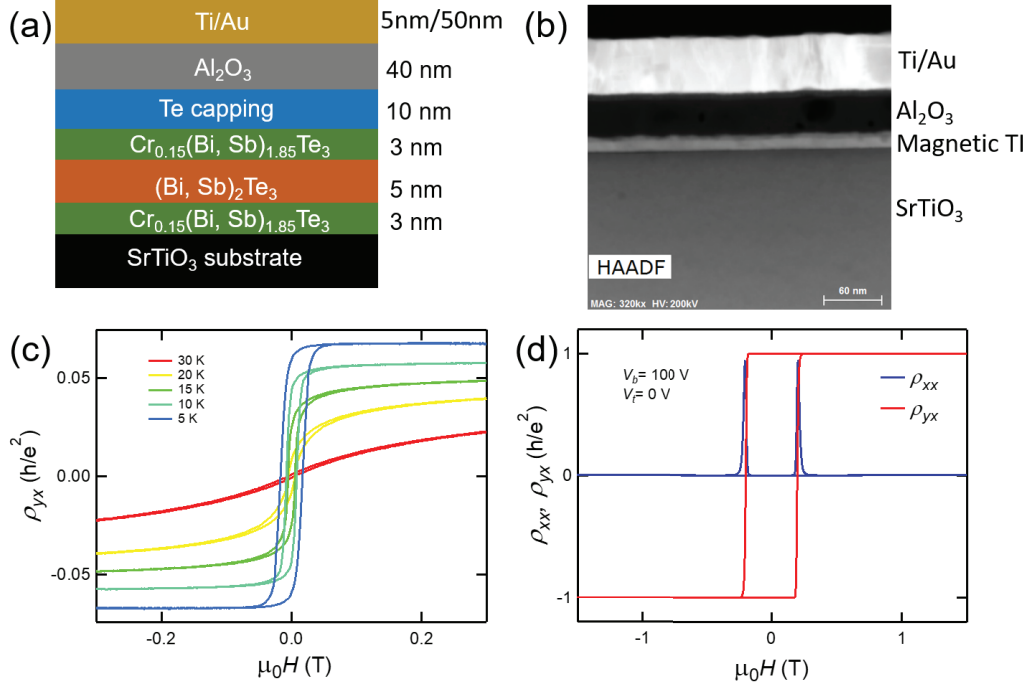 (a)
Ti/Au 5nm/50nm
Al₂O₃ 40 nm
Te capping 10 nm
Cr₀.₁₅(Bi, Sb)₁.₈₅Te₃ 3 nm
(Bi, Sb)₂Te₃ 5 nm
Cr₀.₁₅(Bi, Sb)₁.₈₅Te₃ 3 nm
SrTiO₃ substrate
(b)
Ti/Au
Al₂O₃
Magnetic TI
SrTiO₃
HAADF
MAG: 320kx HV: 200kV
60 nm
(c)
30 K
20 K
15 K
10 K
5 K
0.05
0.00
-0.05
ρyx (h/e²)
-0.2 0.0 0.2
μ₀H (T)
(d)
Vb= 100 V
Vt= 0 V
ρxx
ρyx
1
0
-1
ρxx, ρyx (h/e²)
-1 0 1
μ₀H (T)